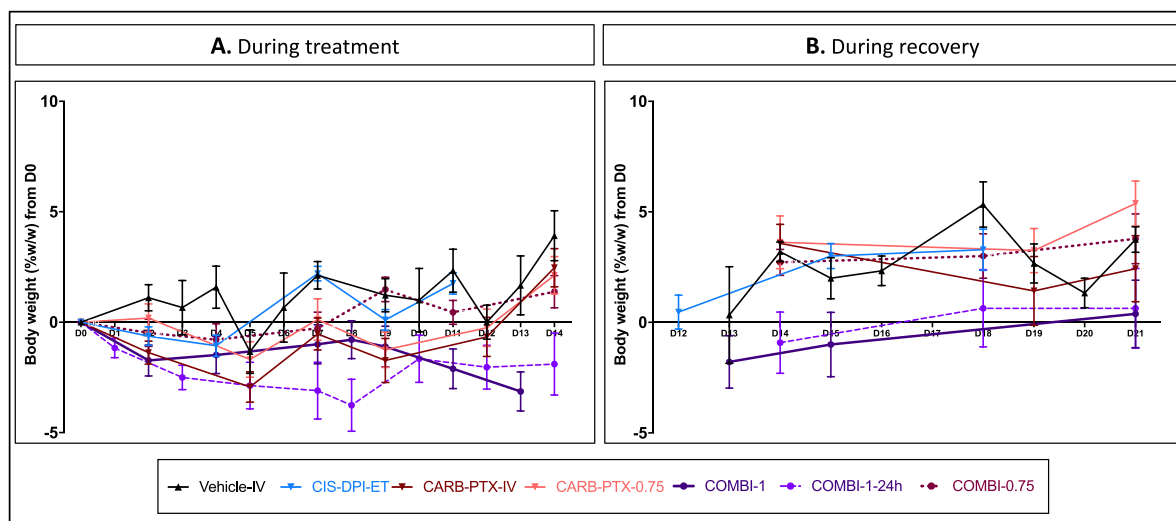 A. During treatment
B. During recovery
Body weight (%w/w) from D0
10
5
0
-5
D0 D1 D3 D4 D5 D6 D7 D8 D9 D11 D12 D13
Body weight (%w/w) from D0
10
5
0
-5
D12 D13 D14 D15 D16 D17 D18 D19 D20 D21
Vehicle-IV CIS-DPI-ET CARB-PTX-IV CARB-PTX-0.75 COMBI-1 COMBI-1-24h COMBI-0.75